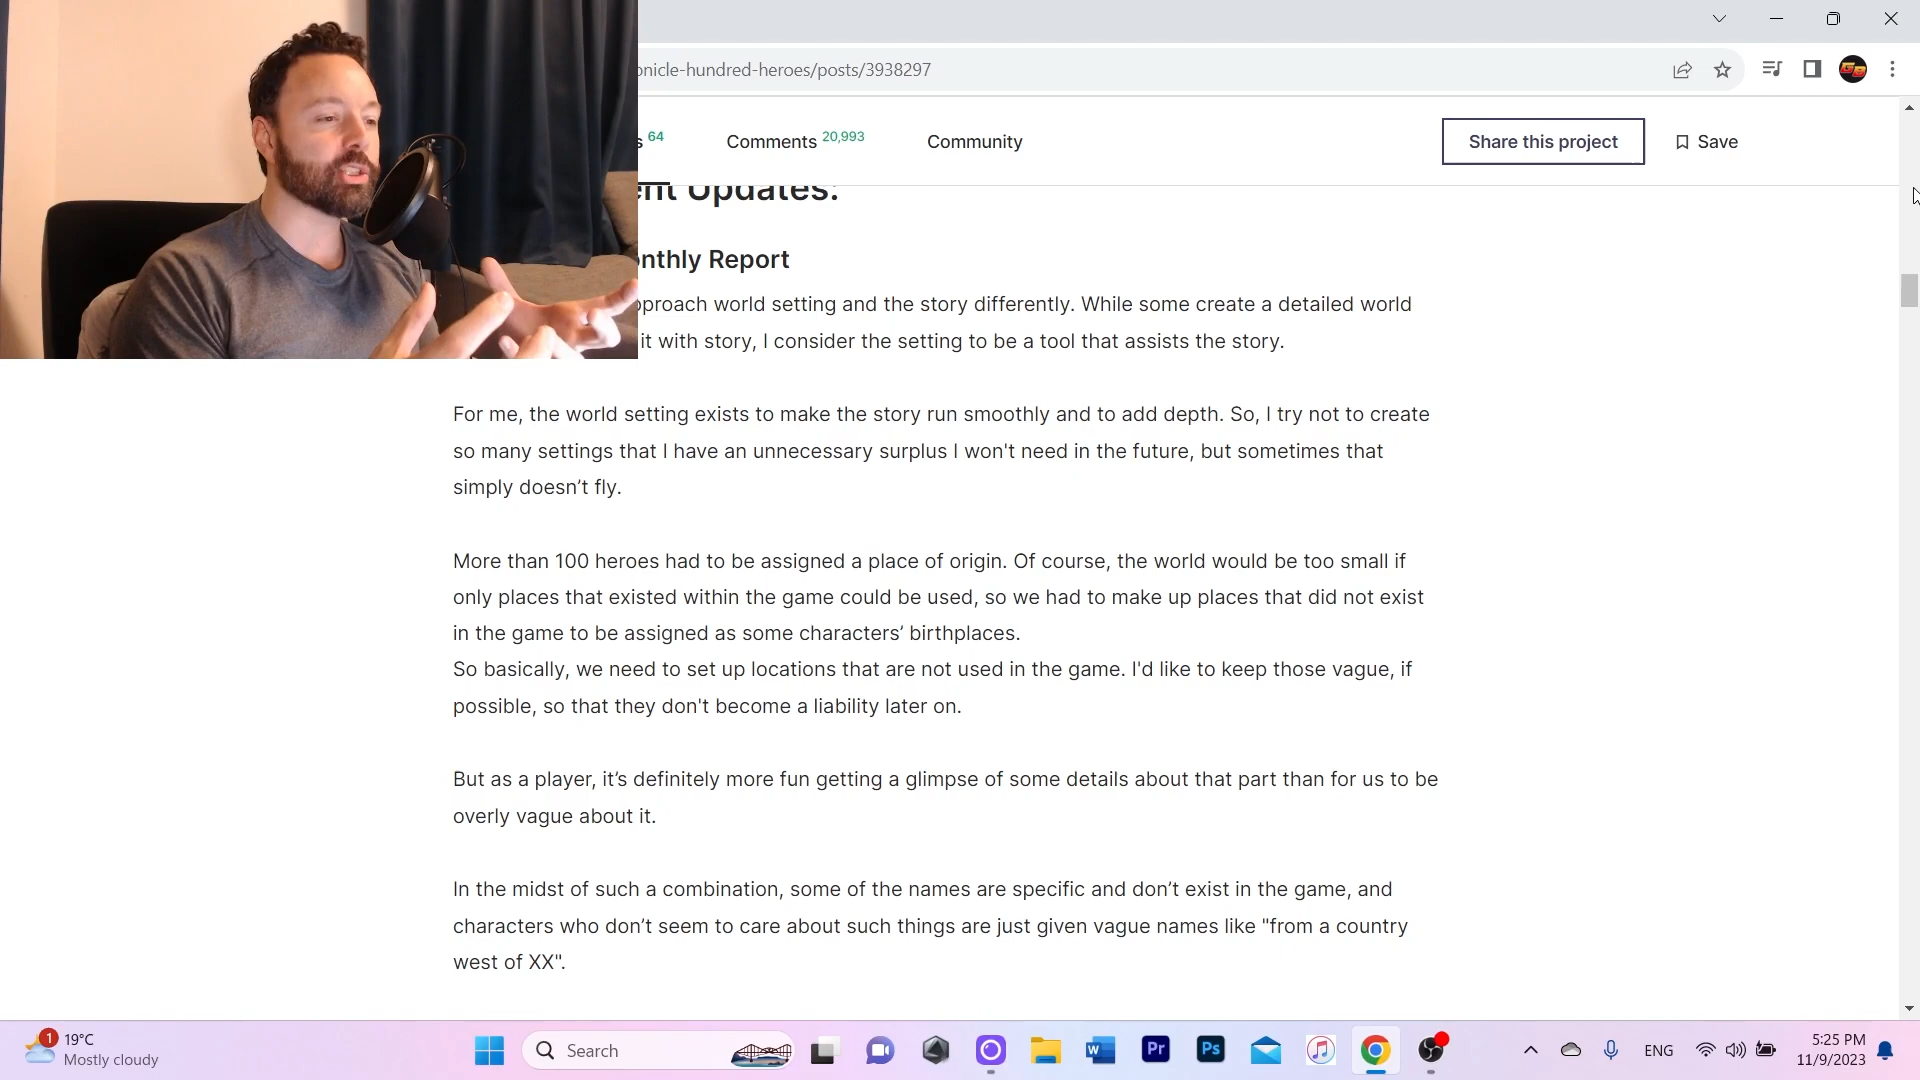 onicle-hundred-heroes/posts/3938297
64
Comments 20,993
Community
Share this project
Save
ent Updates:
onthly Report
pproach world setting and the story differently. While some create a detailed world
it with story, I consider the setting to be a tool that assists the story.
For me, the world setting exists to make the story run smoothly and to add depth. So, I try not to create
so many settings that I have an unnecessary surplus I won't need in the future, but sometimes that
simply doesn’t fly.
More than 100 heroes had to be assigned a place of origin. Of course, the world would be too small if
only places that existed within the game could be used, so we had to make up places that did not exist
in the game to be assigned as some characters’ birthplaces.
So basically, we need to set up locations that are not used in the game. I'd like to keep those vague, if
possible, so that they don't become a liability later on.
But as a player, it’s definitely more fun getting a glimpse of some details about that part than for us to be
overly vague about it.
In the midst of such a combination, some of the names are specific and don’t exist in the game, and
characters who don’t seem to care about such things are just given vague names like "from a country
west of XX".
1
19°C
Mostly cloudy
Search
W
Pr
Ps
ENG
5:25 PM
11/9/2023
GB